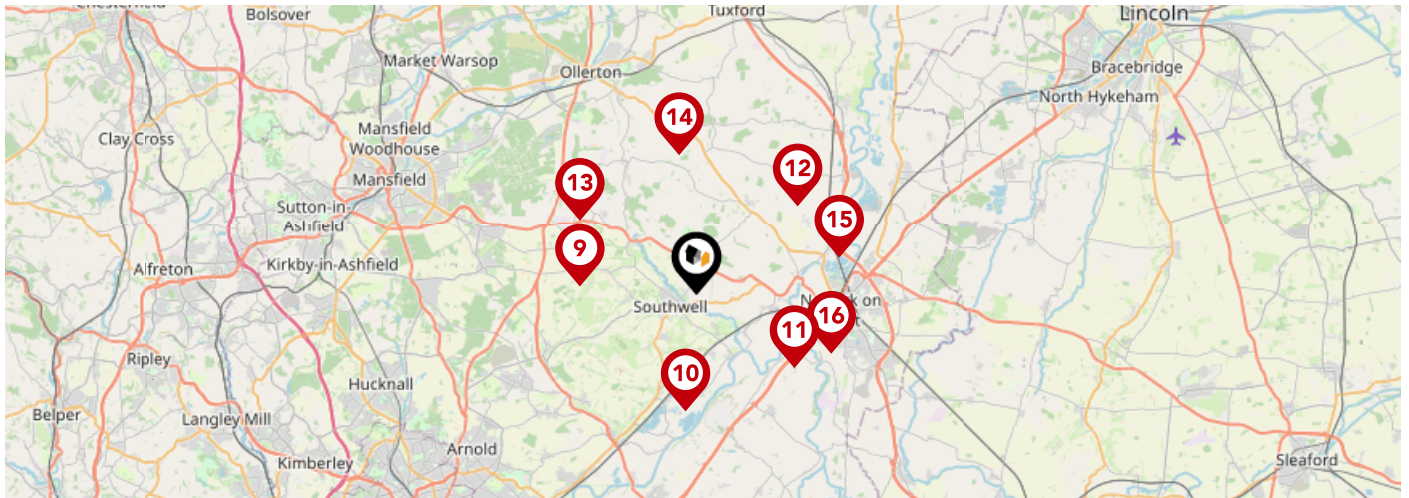 Bolsover
Tuxford
Lincoln
Market Warsop
Ollerton
Bracebridge
North Hykeham
14
Clay Cross
Mansfield
Woodhouse
Mansfield
13
12
Sutton-in-
Ashfield
15
9
Alfreton
Kirkby-in-Ashfield
Southwell
on
16
11
Ripley
10
Hucknall
Belper
Langley Mill
Arnold
Kimberley
Sleaford